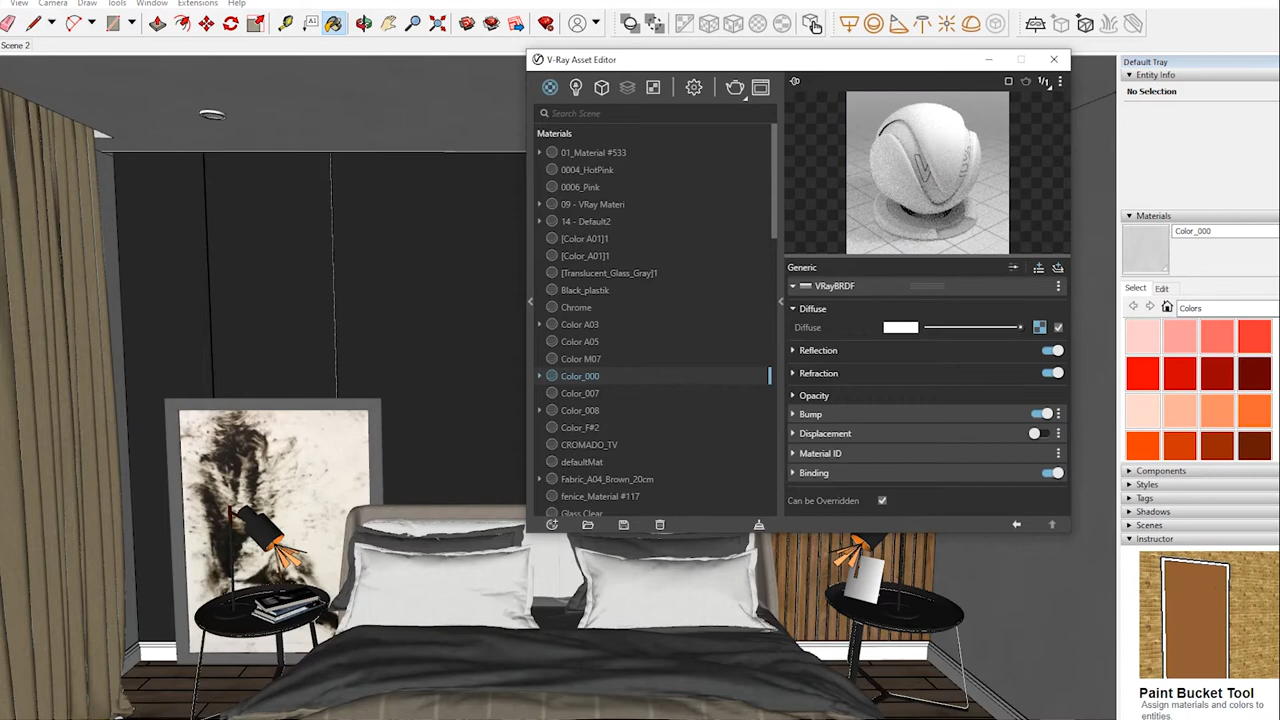 View Camera Draw Tools Window Extensions Help
A1
Scene 2
V-Ray Asset Editor
Search Scene
Materials
01_Material #533
0004_HotPink
0006_Pink
09 - VRay Materi
14 - Default2
[Color A01]1
[Color_A01]1
[Translucent_Glass_Gray]1
Black_plastik
Chrome
Color A03
Color A05
Color M07
Color_000
Color_007
Color_008
Color_F#2
CROMADO_TV
defaultMat
Fabric_A04_Brown_20cm
fenice_Material #117
Glass Clear
1/1
Generic
VRayBRDF
Diffuse
Diffuse
Reflection
Refraction
Opacity
Bump
Displacement
Material ID
Binding
Can be Overridden
Default Tray
Entity Info
No Selection
Materials
Color_000
Select Edit
Colors
Components
Styles
Tags
Shadows
Scenes
Instructor
Paint Bucket Tool
Assign materials and colors to
entities.